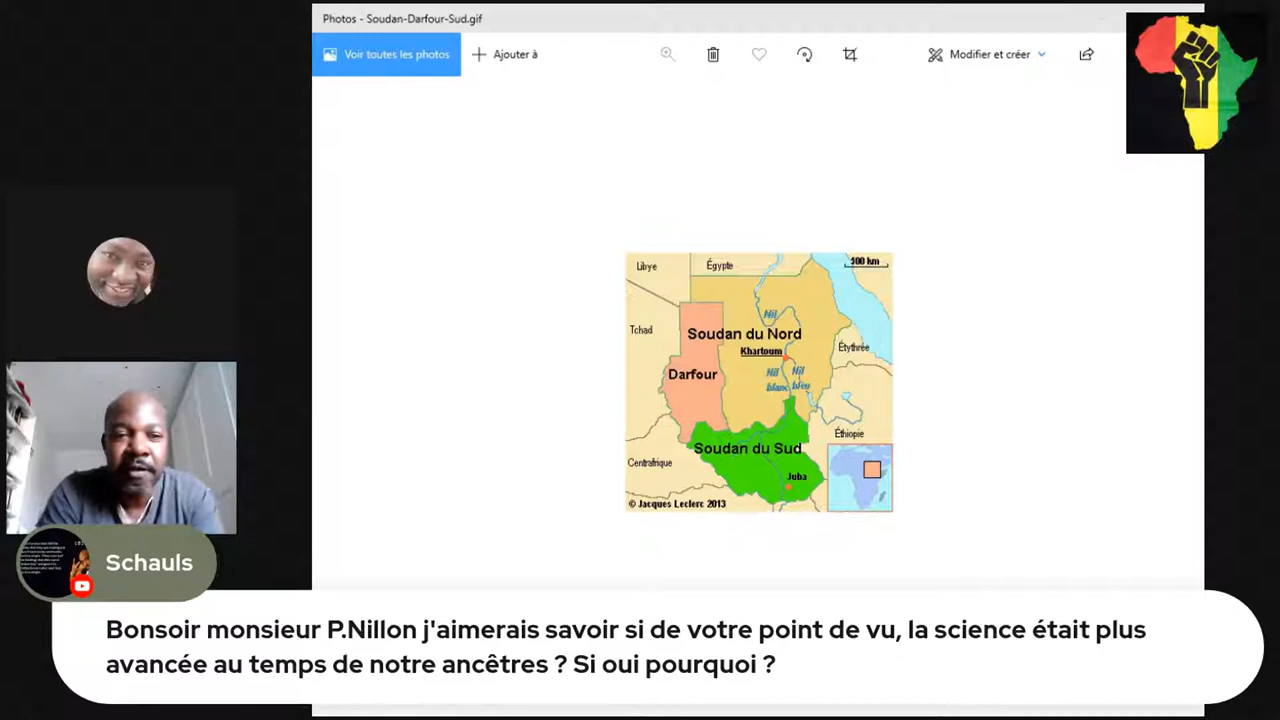 Photos - Soudan-Darfour-Sud.gif
Voir toutes les photos
Ajouter à
Modifier et créer
Libye
Égypte
100 km
Tchad
Nil
Soudan du Nord
Khartoum
Étythrée
Darfour
Nil blanc
Nil bleu
Éthiopie
Soudan du Sud
Centrafrique
Juba
© Jacques Leclerc 2013
Schauls
Bonsoir monsieur P.Nillon j'aimerais savoir si de votre point de vu, la science était plus
avancée au temps de notre ancêtres ? Si oui pourquoi ?